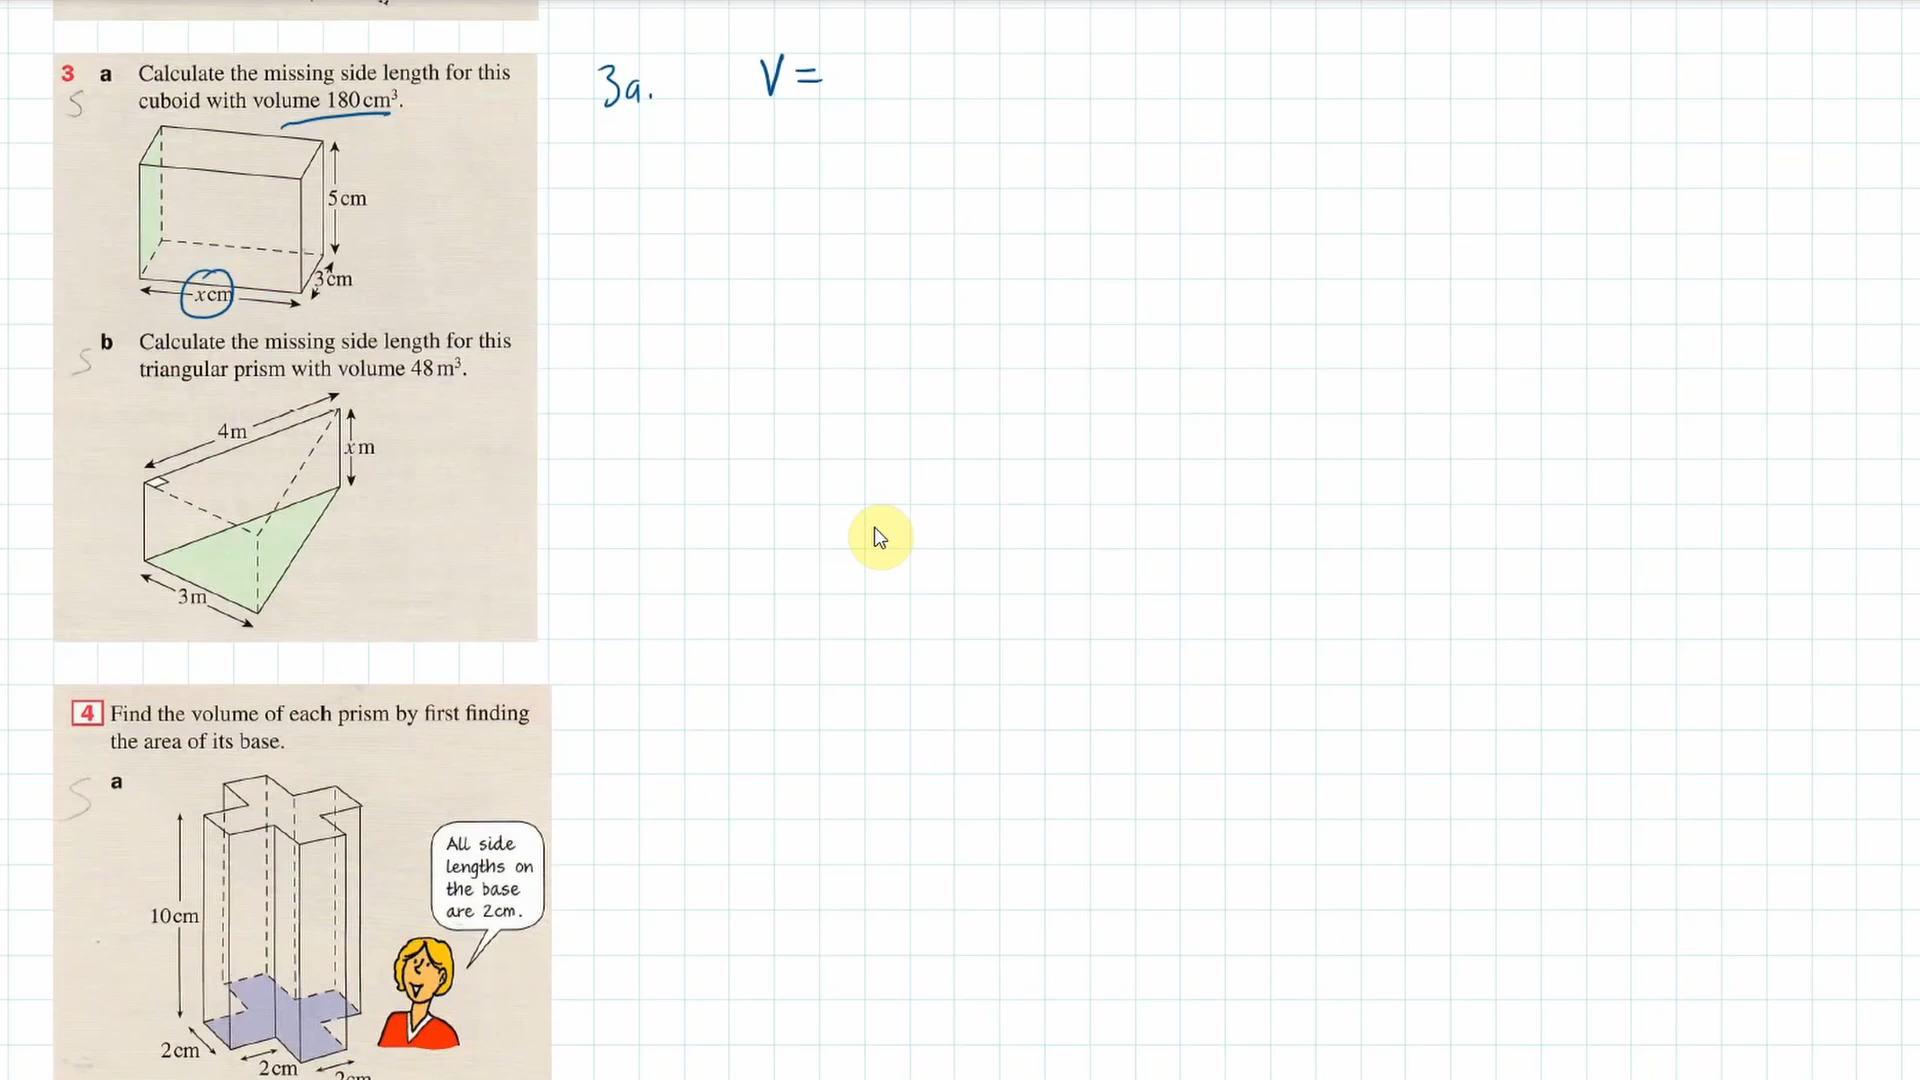 3 a Calculate the missing side length for this
cuboid with volume 180 cm³.
S
5 cm
3 cm
x cm
b Calculate the missing side length for this
triangular prism with volume 48 m³.
S
4 m
x m
3 m
4 Find the volume of each prism by first finding
the area of its base.
a
S
10 cm
2 cm
2 cm
2 cm
All side
lengths on
the base
are 2cm.
3a. V =